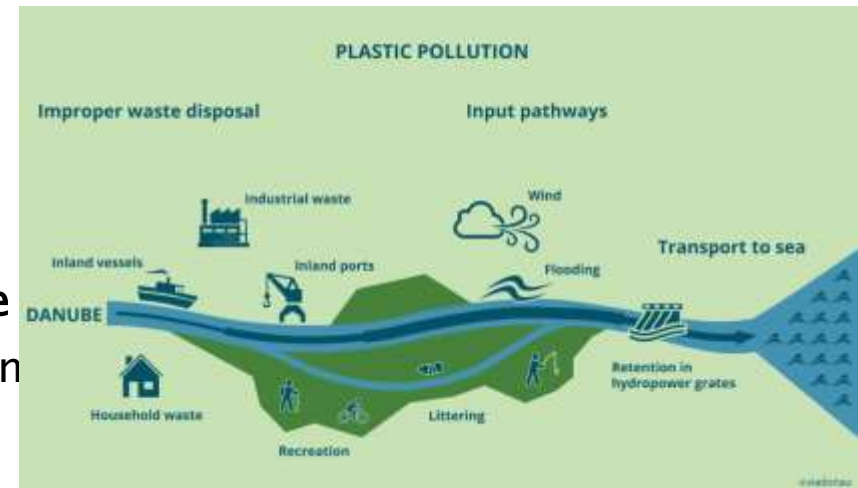 PLASTIC POLLUTION
Improper waste disposal
Input pathways
Industrial waste
Wind
Inland vessels
Inland ports
Flooding
Transport to sea
DANUBE
Household waste
Recreation
Littering
Retention in
hydropower grates
e
n